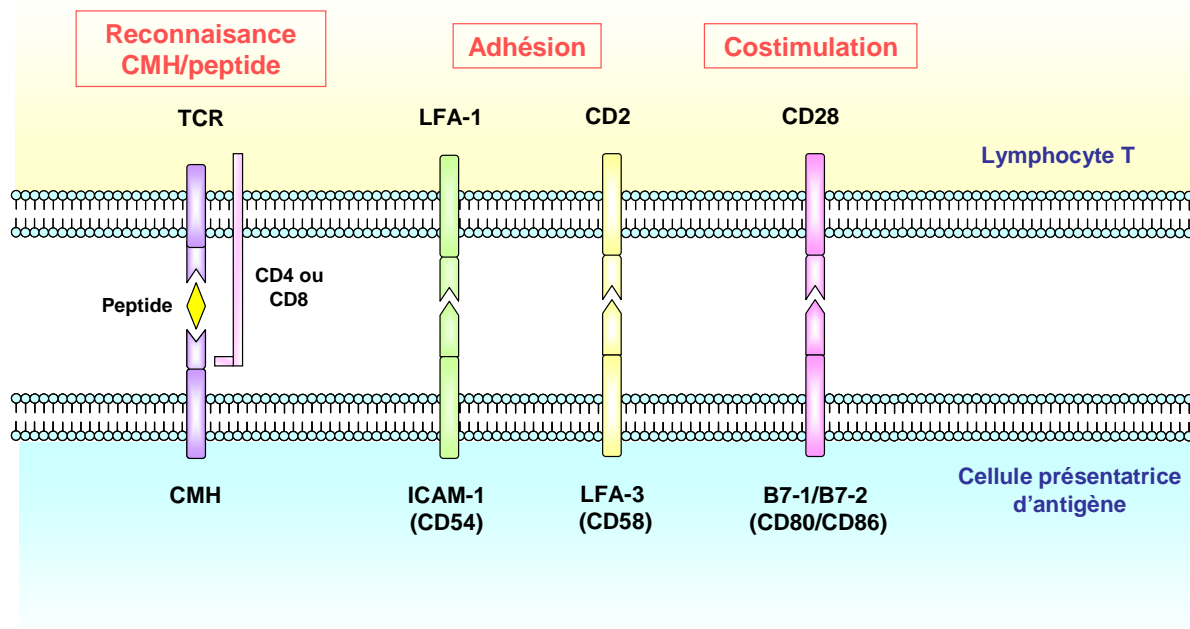 Reconnaisance
CMH/peptide
Adhésion
Costimulation
TCR
LFA-1
CD2
CD28
Lymphocyte T
CD4 ou
CD8
Peptide
CMH
ICAM-1
(CD54)
LFA-3
(CD58)
B7-1/B7-2
(CD80/CD86)
Cellule présentatrice
d'antigène